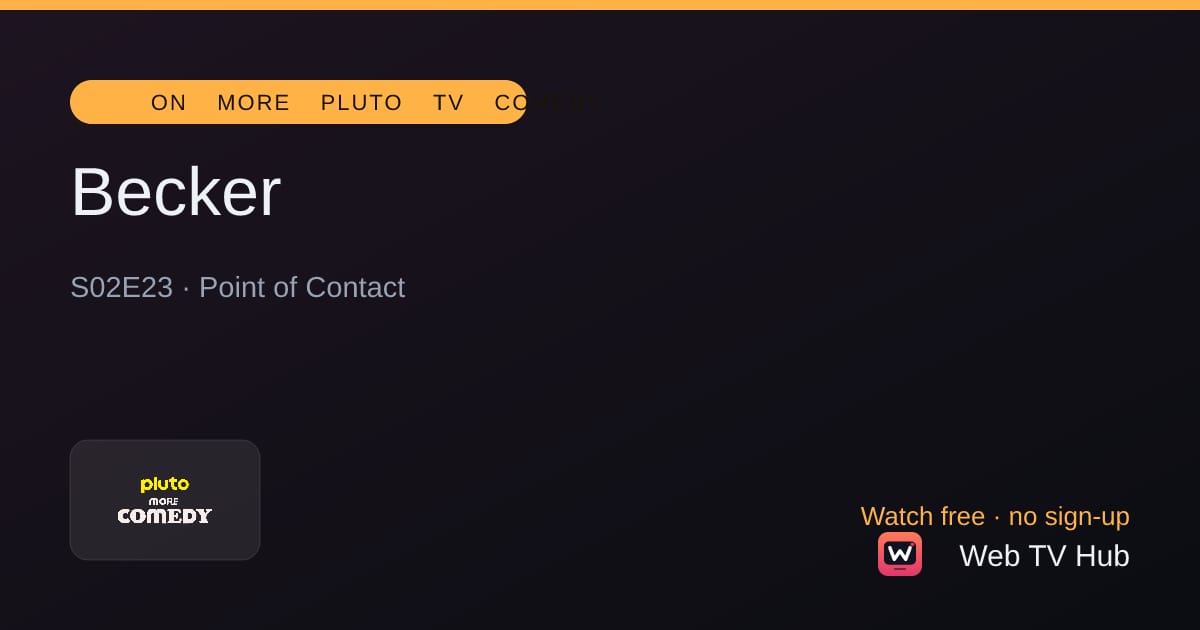 ON MORE PLUTO TV COMEDY
Becker
S02E23 · Point of Contact
pluto
MORE
COMEDY
Watch free · no sign-up
W
Web TV Hub